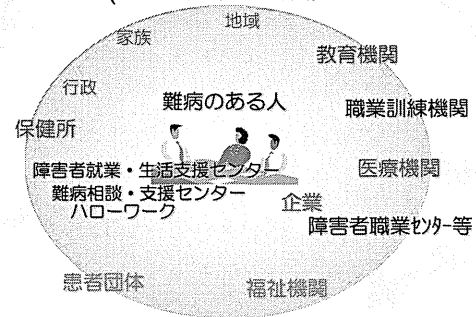 地域
家族
教育機関
行政
難病のある人
職業訓練機関
保健所
障害者就業・生活支援センター
医療機関
難病相談・支援センター
企業
ハローワーク
障害者職業センター等
患者団体
福祉機関